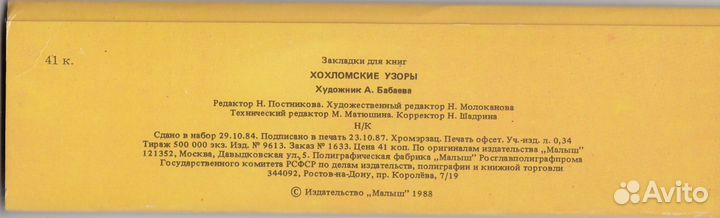 41 к.
Закладки для книг
ХОХЛОМСКИЕ УЗОРЫ
Художник А. Бабаева
Редактор Н. Постникова. Художественный редактор Н. Молоканова
Технический редактор М. Матюшина. Корректор Н. Шадрина
Н/К
Сдано в набор 29.10.84. Подписано в печать 23.10.87. Хромэрзац. Печать офсет. Уч.-изд. л. 0,34
Тираж 500 000 экз. Изд. № 9613. Заказ № 1633. Цена 41 коп. По оригиналам издательства „Малыш"
121352, Москва, Давыдковская ул.,5. Полиграфическая фабрика „Малыш" Росглавполиграфпрома
Государственного комитета РСФСР по делам издательств, полиграфии и книжной торговли
344092, Ростов-на-Дону, пр. Королёва, 7/19
© Издательство „Малыш" 1988
Avito